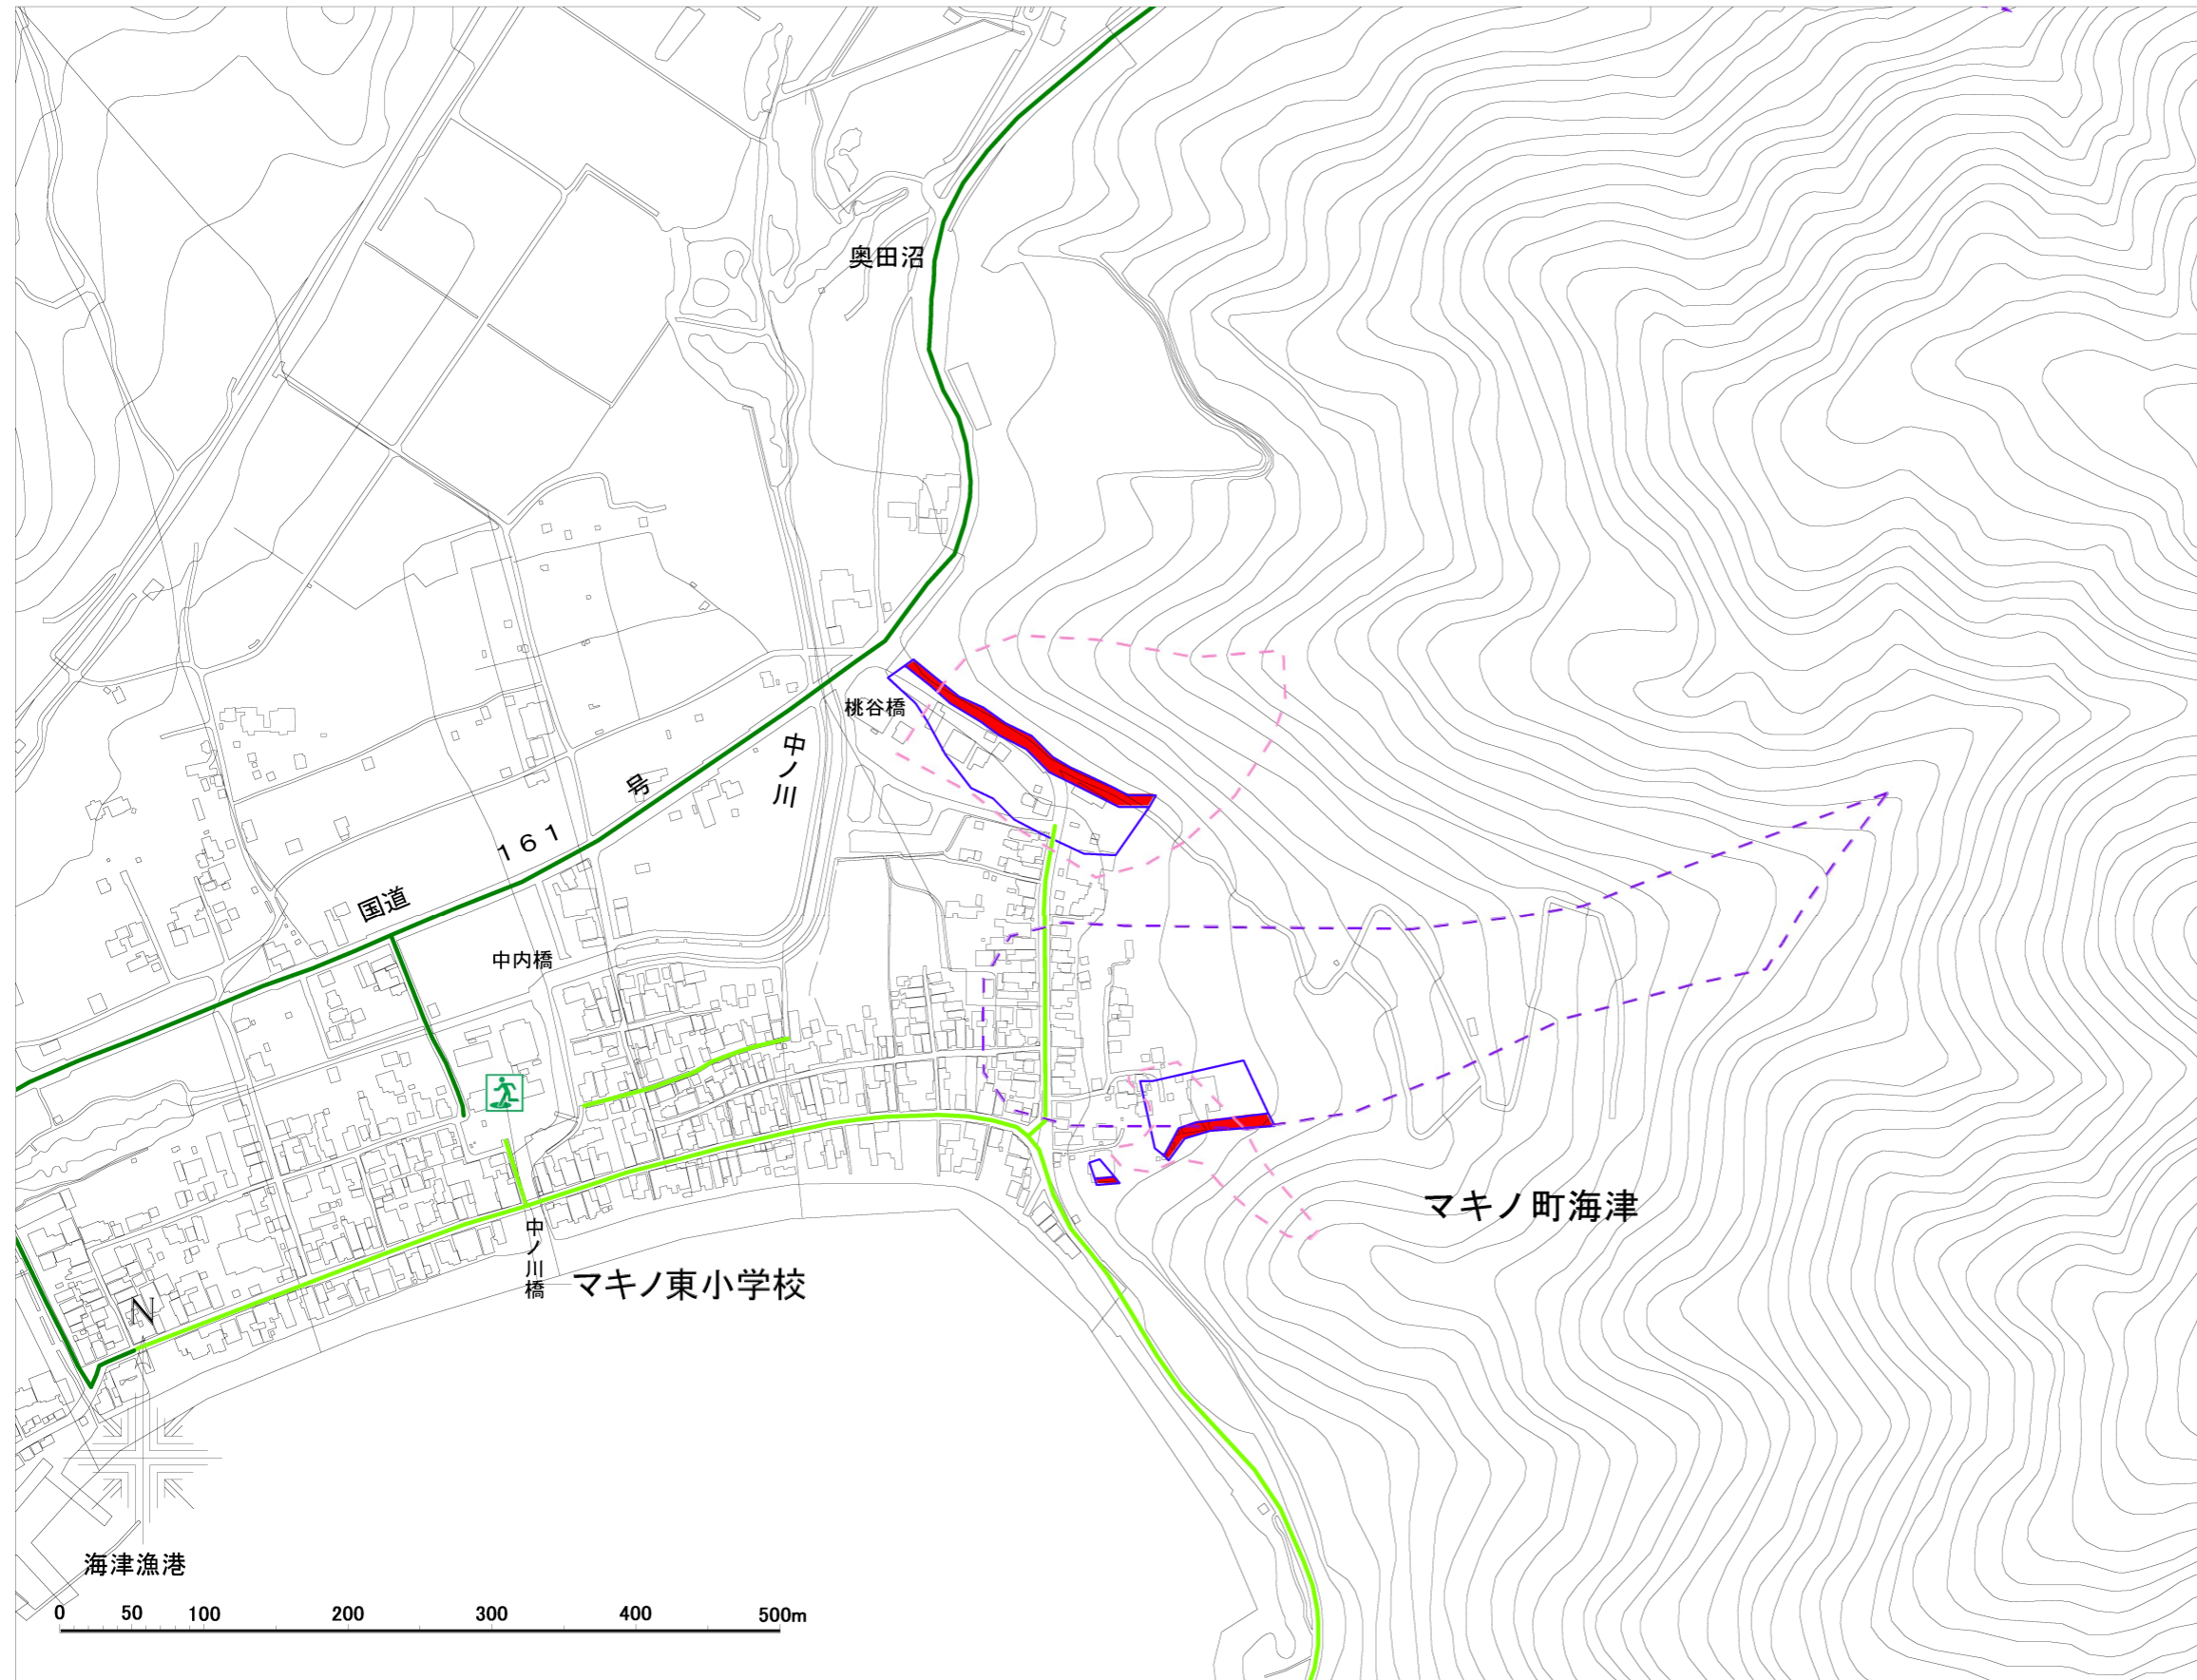 奥田沼
桃谷橋
中ノ川
号
161
国道
中内橋
マキノ町海津
中ノ川橋
マキノ東小学校
N
海津漁港
0 50 100 200 300 400 500m